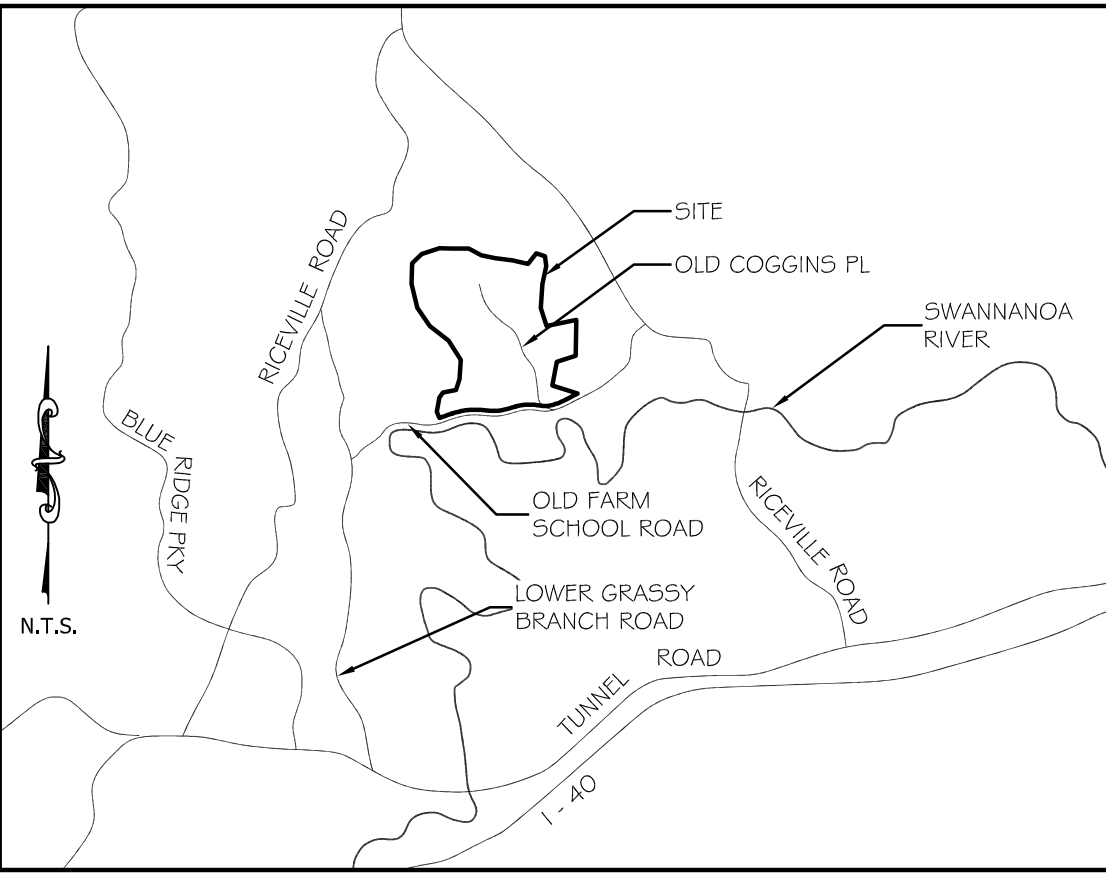 SITE
OLD COGGINS PL
RICEVILLE ROAD
SWANNANOA
RIVER
BLUE RIDGE PKY
OLD FARM
SCHOOL ROAD
RICEVILLE ROAD
LOWER GRASSY
BRANCH ROAD
N.T.S.
TUNNEL ROAD
I - 40